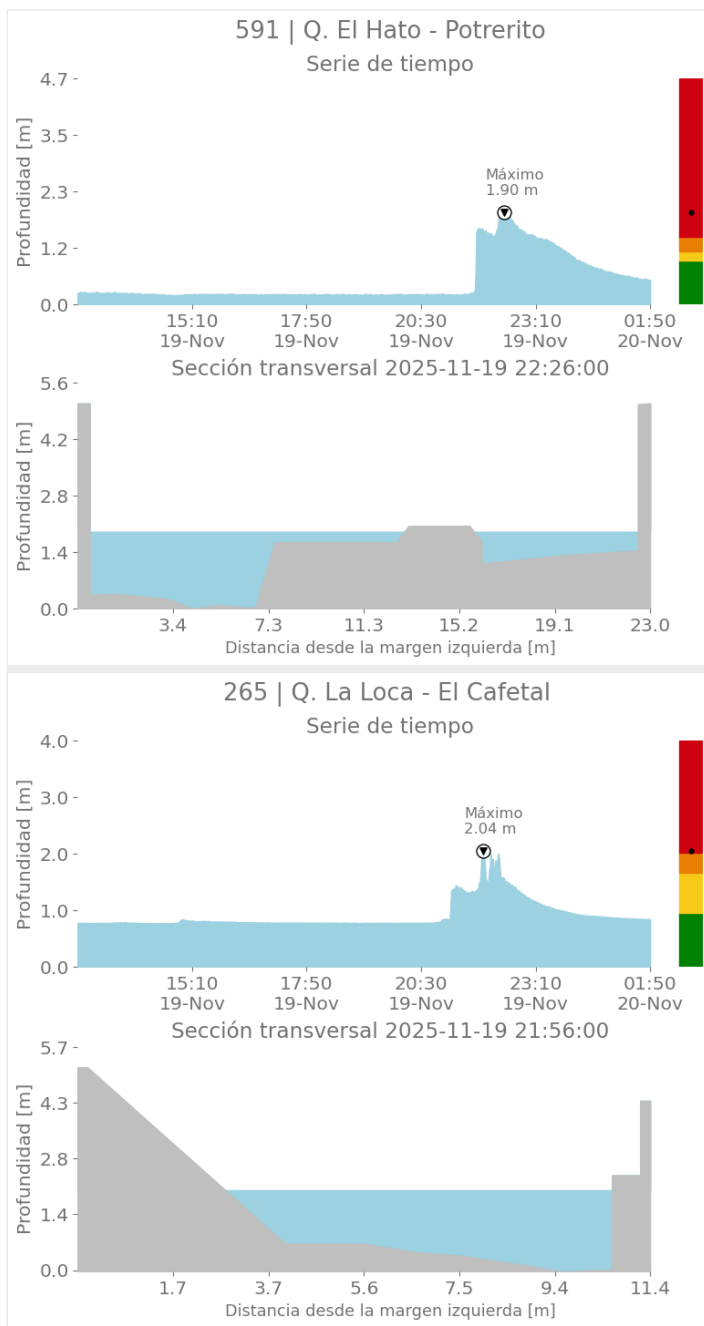 591 | Q. El Hato - Potrerito
Serie de tiempo
4.7
3.5
2.3
1.2
0.0
Profundidad [m]
Máximo
1.90 m
15:10 17:50 20:30 23:10 01:50
19-Nov 19-Nov 19-Nov 19-Nov 20-Nov
Sección transversal 2025-11-19 22:26:00
5.6
4.2
2.8
1.4
0.0
Profundidad [m]
3.4 7.3 11.3 15.2 19.1 23.0
Distancia desde la margen izquierda [m]
265 | Q. La Loca - El Cafetal
Serie de tiempo
4.0
3.0
2.0
1.0
0.0
Profundidad [m]
Máximo
2.04 m
15:10 17:50 20:30 23:10 01:50
19-Nov 19-Nov 19-Nov 19-Nov 20-Nov
Sección transversal 2025-11-19 21:56:00
5.7
4.3
2.8
1.4
0.0
Profundidad [m]
1.7 3.7 5.6 7.5 9.4 11.4
Distancia desde la margen izquierda [m]